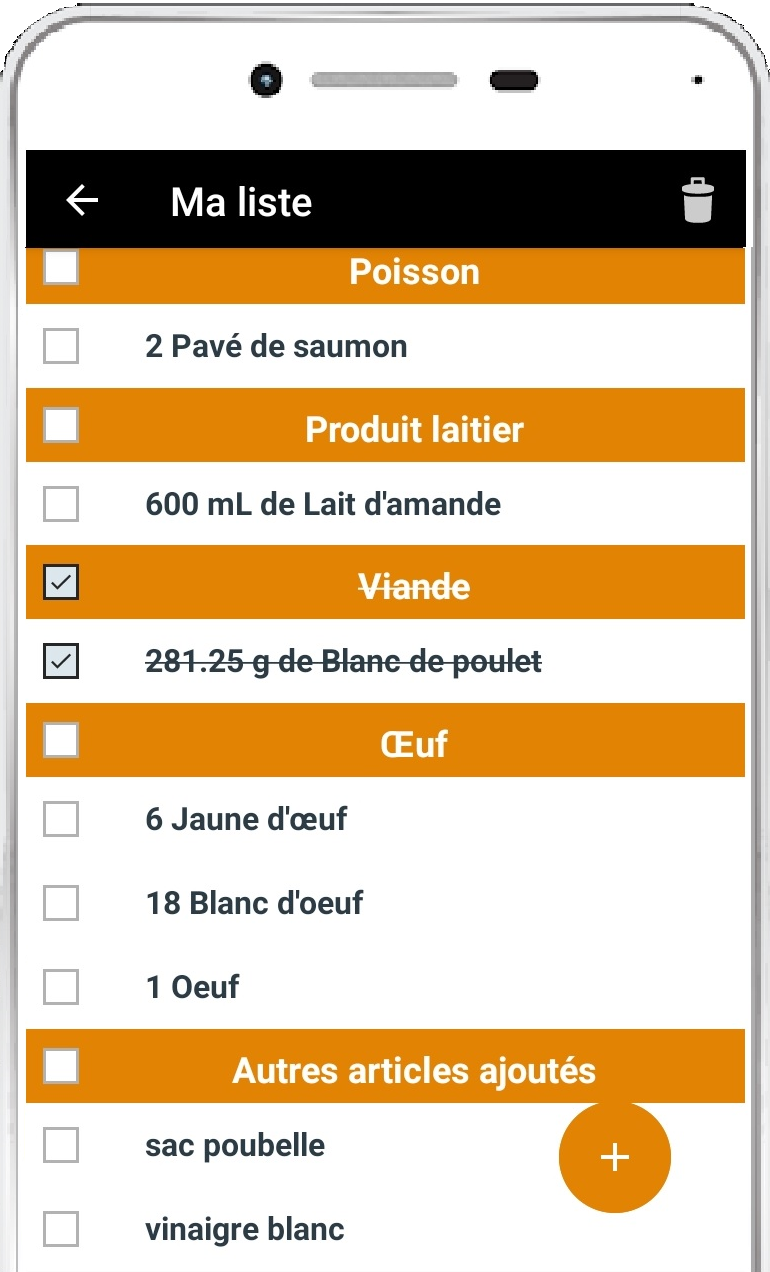 Ma liste
Poisson
2 Pavé de saumon
Produit laitier
600 mL de Lait d'amande
Viande
281.25 g de Blanc de poulet
Œuf
6 Jaune d'œuf
18 Blanc d'oeuf
1 Oeuf
Autres articles ajoutés
sac poubelle
vinaigre blanc